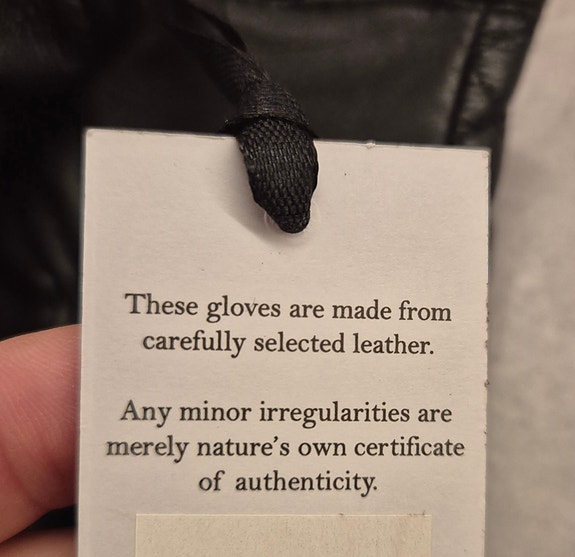 These gloves are made from
carefully selected leather.
Any minor irregularities are
merely nature's own certificate
of authenticity.